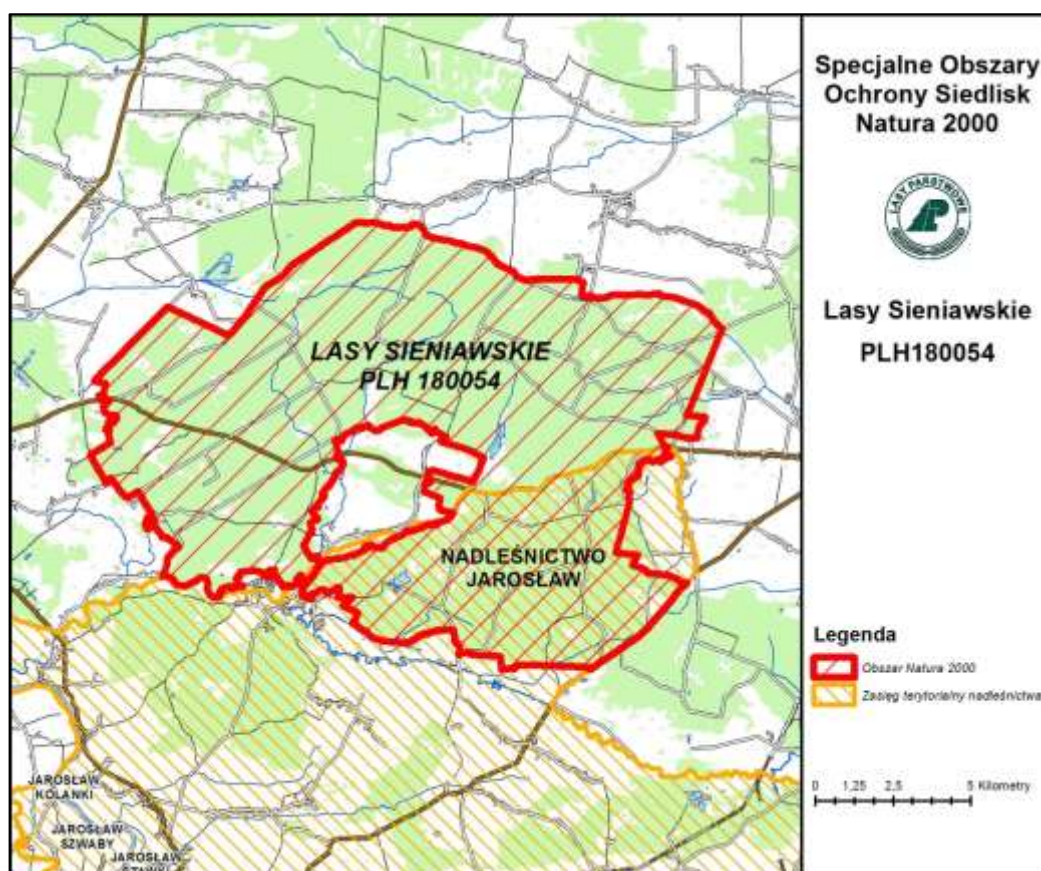 LASY SIENIAWSKIE
PLH 180054
NADLEŚNICTWO
JAROSŁAW
JAROSŁAW
KOLANKI
JAROSŁAW
SZWABY
JAROSŁAW
Specjalne Obszary
Ochrony Siedlisk
Natura 2000
LASY PAŃSTWOWE
Lasy Sieniawskie
PLH180054
Legenda
Obszar Natura 2000
Zasięg terytorialny nadleśnictwa
0 1,25 2,5 5 Kilometry